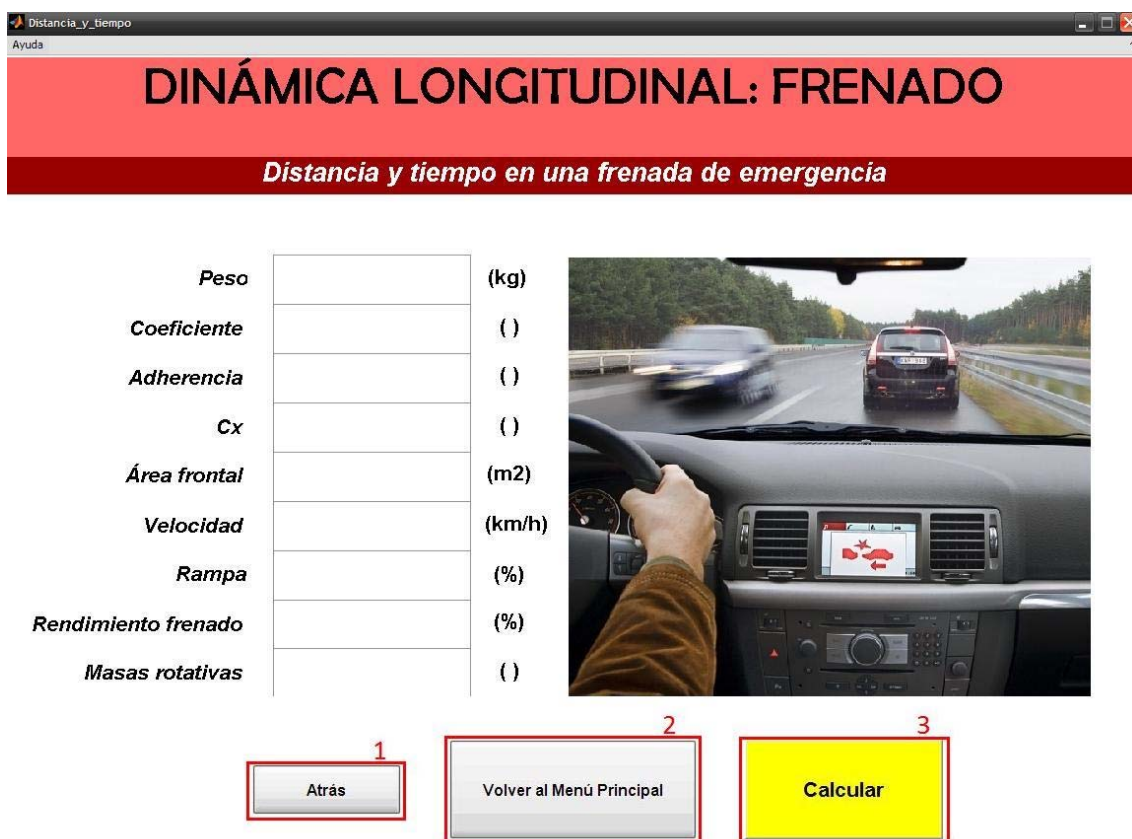 Distancia_y_tiempo
Ayuda
DINÁMICA LONGITUDINAL: FRENADO
Distancia y tiempo en una frenada de emergencia
Peso (kg)
Coeficiente ( )
Adherencia ( )
Cx ( )
Área frontal (m2)
Velocidad (km/h)
Rampa (%)
Rendimiento frenado (%)
Masas rotativas ( )
1
2
3
Atrás
Volver al Menú Principal
Calcular